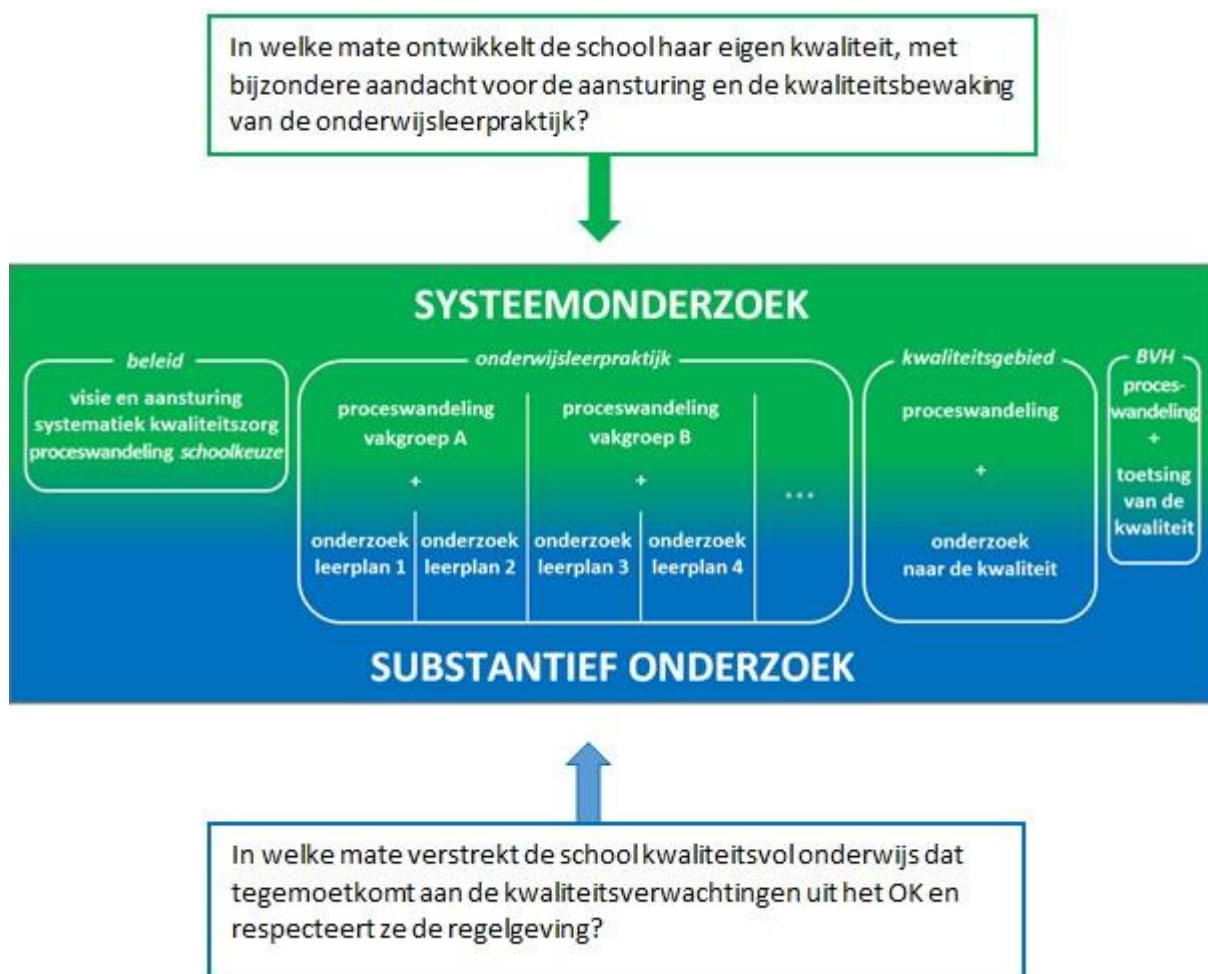 In welke mate ontwikkelt de school haar eigen kwaliteit, met
bijzondere aandacht voor de aansturing en de kwaliteitsbewaking
van de onderwijsleerpraktijk?
SYSTEEMONDERZOEK
beleid
visie en aansturing
systematiek kwaliteitszorg
proceswandeling schoolkeuze
onderwijsleerpraktijk
proceswandeling
vakgroep A
+
onderzoek
leerplan 1
onderzoek
leerplan 2
proceswandeling
vakgroep B
+
onderzoek
leerplan 3
onderzoek
leerplan 4
...
kwaliteitsgebied
proceswandeling
+
onderzoek
naar de kwaliteit
BVH
proces-
wandeling
+
toetsing
van de
kwaliteit
SUBSTANTIEF ONDERZOEK
In welke mate verstrekt de school kwaliteitsvol onderwijs dat
tegemoetkomt aan de kwaliteitsverwachtingen uit het OK en
respecteert ze de regelgeving?